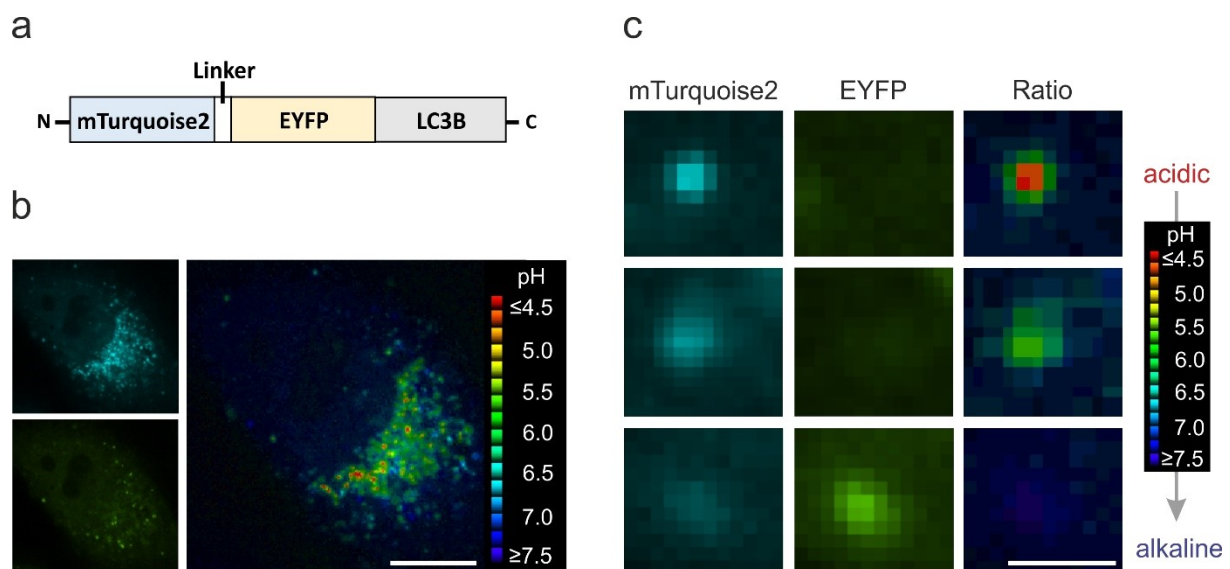 a
Linker
N
mTurquoise2
EYFP
LC3B
C
b
pH
≤4.5
5.0
5.5
6.0
6.5
7.0
≥7.5
c
mTurquoise2
EYFP
Ratio
acidic
pH
≤4.5
5.0
5.5
6.0
6.5
7.0
≥7.5
alkaline